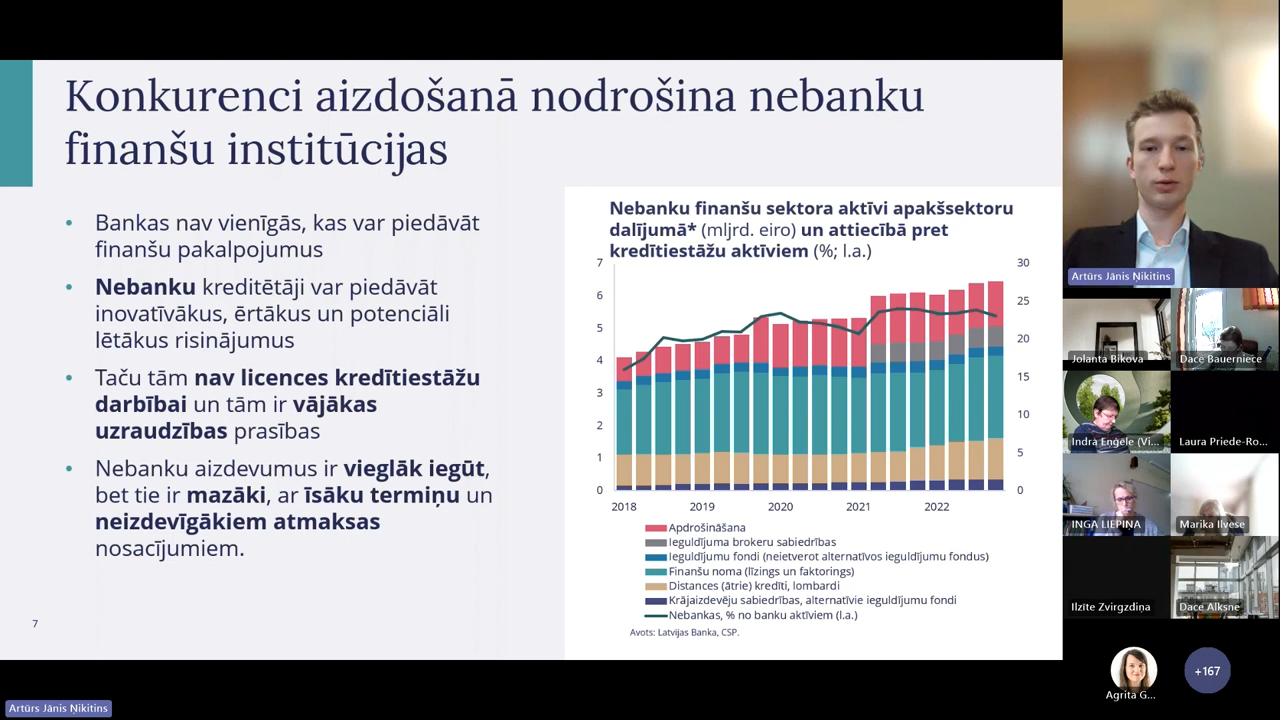 Konkurenci aizdošanā nodrošina nebanku
finanšu institūcijas
• Bankas nav vienīgās, kas var piedāvāt
finanšu pakalpojumus
• Nebanku kreditētāji var piedāvāt
inovatīvākus, ērtākus un potenciāli
lētākus risinājumus
• Taču tām nav licences kredītiestāžu
darbībai un tām ir vājākas
uzraudzības prasības
• Nebanku aizdevumus ir vieglāk iegūt,
bet tie ir mazāki, ar īsāku termiņu un
neizdevīgākiem atmaksas
nosacījumiem.
7
Nebanku finanšu sektora aktīvi apakšsektoru
dalījumā* (mljrd. eiro) un attiecībā pret
kredītiestāžu aktīviem (%; l.a.)
7
6
5
4
3
2
1
0
30
25
20
15
10
5
0
2018 2019 2020 2021 2022
Apdrošināšana
Ieguldījuma brokeru sabiedrības
Ieguldījumu fondi (neietverot alternatīvos ieguldījumu fondus)
Finanšu noma (līzings un faktorings)
Distances (ātrie) kredīti, lombardi
Krājaizdevēju sabiedrības, alternatīvie ieguldījumu fondi
Nebankas, % no banku aktīviem (l.a.)
Avots: Latvijas Banka, CSP.
Artūrs Jānis Ņikitins
Jolanta Bikova
Dace Bauerniece
Indra Eņģele (Vi...
Laura Priede-Ro...
INGA LIEPIŅA
Marika Ilvese
Ilzīte Zvirgzdiņa
Dace Alksne
Agrita G...
+167
Artūrs Jānis Ņikitins